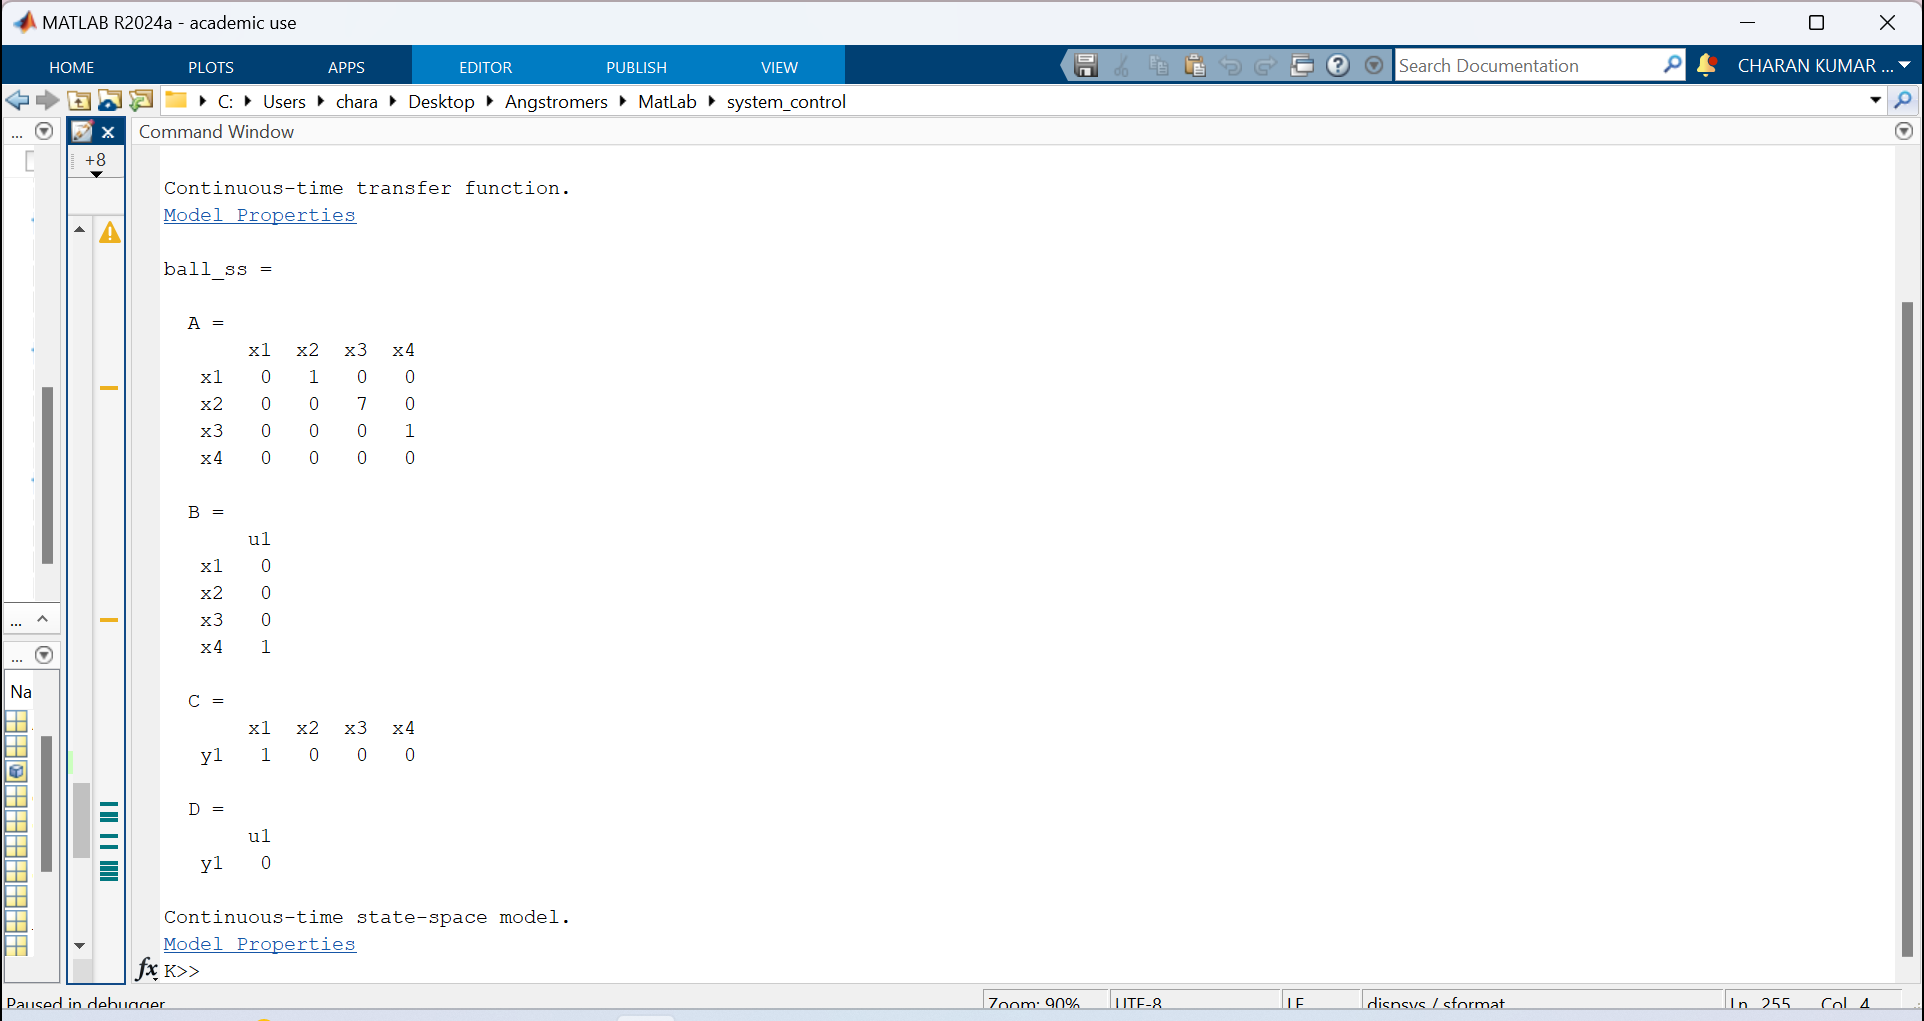 MATLAB R2024a - academic use
HOME PLOTS APPS EDITOR PUBLISH VIEW Search Documentation CHARAN KUMAR ...
C: Users chara Desktop Angstromers MatLab system_control
... Command Window
+8
Continuous-time transfer function.
Model Properties
ball_ss =
A =
x1 x2 x3 x4
x1 0 1 0 0
x2 0 0 7 0
x3 0 0 0 1
x4 0 0 0 0
B =
u1
x1 0
x2 0
x3 0
x4 1
...
...
Na
C =
x1 x2 x3 x4
y1 1 0 0 0
D =
u1
y1 0
Continuous-time state-space model.
Model Properties
fx K>>
Paused in debugger Zoom: 90% UTF-8 LF dispsys / sformat Ln 255 Col 4